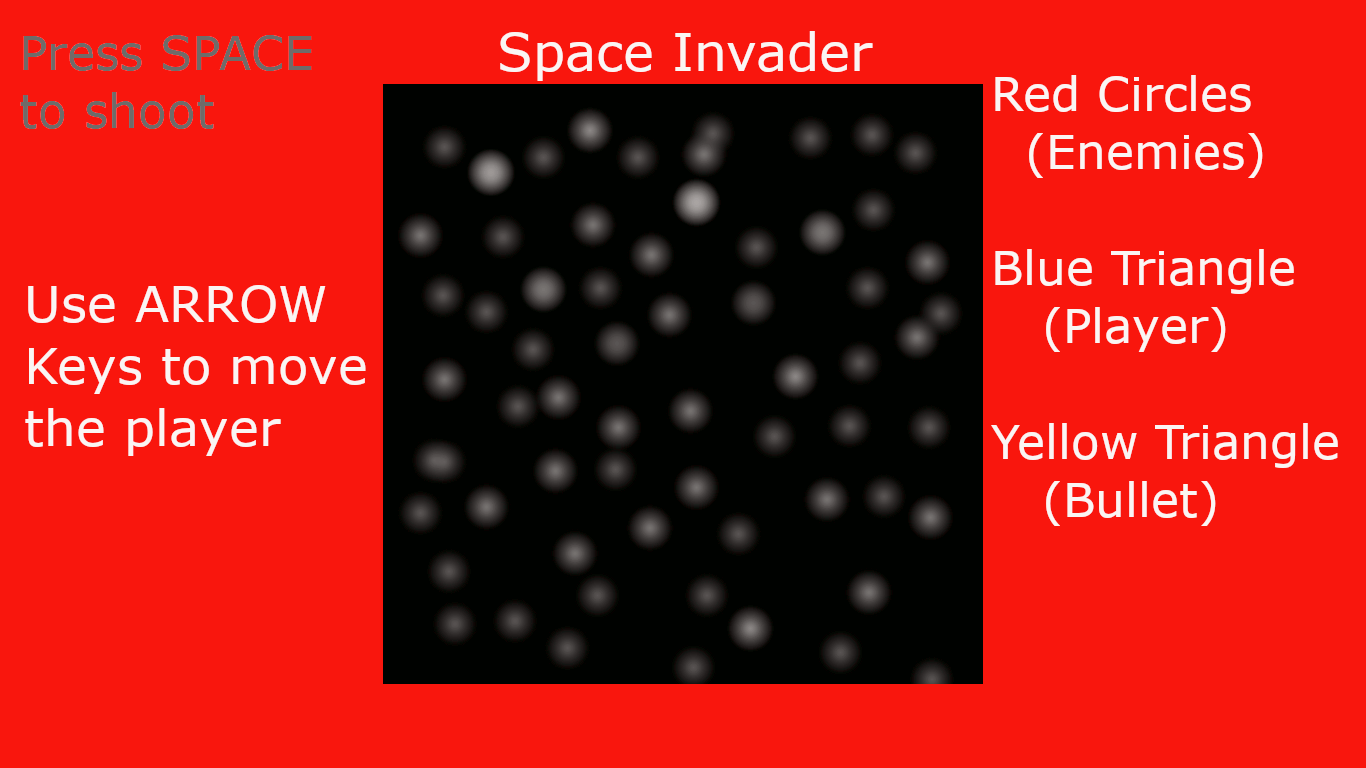 Press SPACE
to shoot
Space Invader
Use ARROW
Keys to move
the player
Red Circles
(Enemies)
Blue Triangle
(Player)
Yellow Triangle
(Bullet)